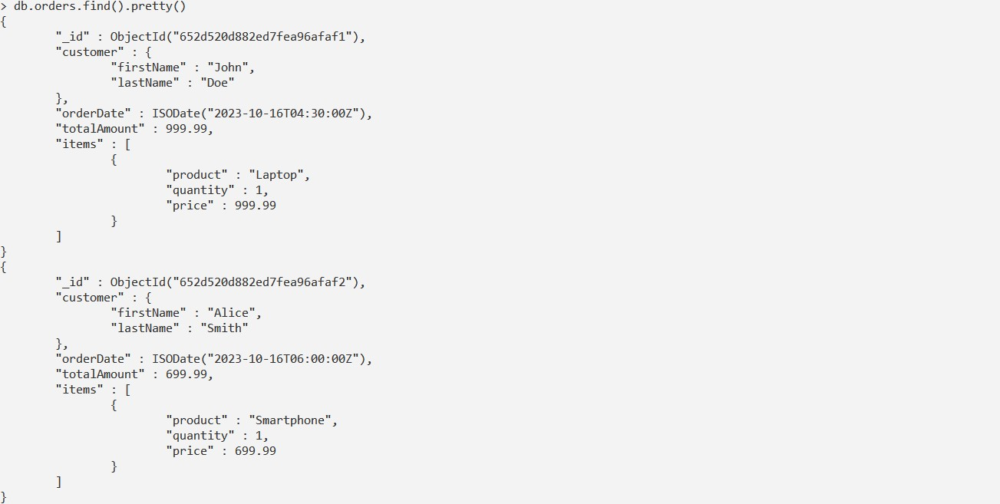 > db.orders.find().pretty()
{
        "_id" : ObjectId("652d520d882ed7fea96afaf1"),
        "customer" : {
                "firstName" : "John",
                "lastName" : "Doe"
        },
        "orderDate" : ISODate("2023-10-16T04:30:00Z"),
        "totalAmount" : 999.99,
        "items" : [
                {
                        "product" : "Laptop",
                        "quantity" : 1,
                        "price" : 999.99
                }
        ]
}
{
        "_id" : ObjectId("652d520d882ed7fea96afaf2"),
        "customer" : {
                "firstName" : "Alice",
                "lastName" : "Smith"
        },
        "orderDate" : ISODate("2023-10-16T06:00:00Z"),
        "totalAmount" : 699.99,
        "items" : [
                {
                        "product" : "Smartphone",
                        "quantity" : 1,
                        "price" : 699.99
                }
        ]
}